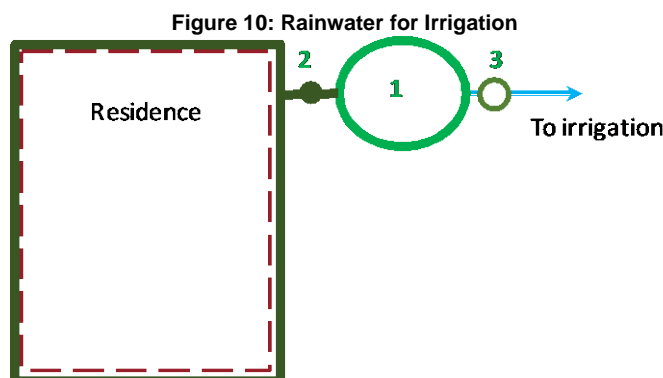 Figure 10: Rainwater for Irrigation
2
3
1
Residence
To irrigation